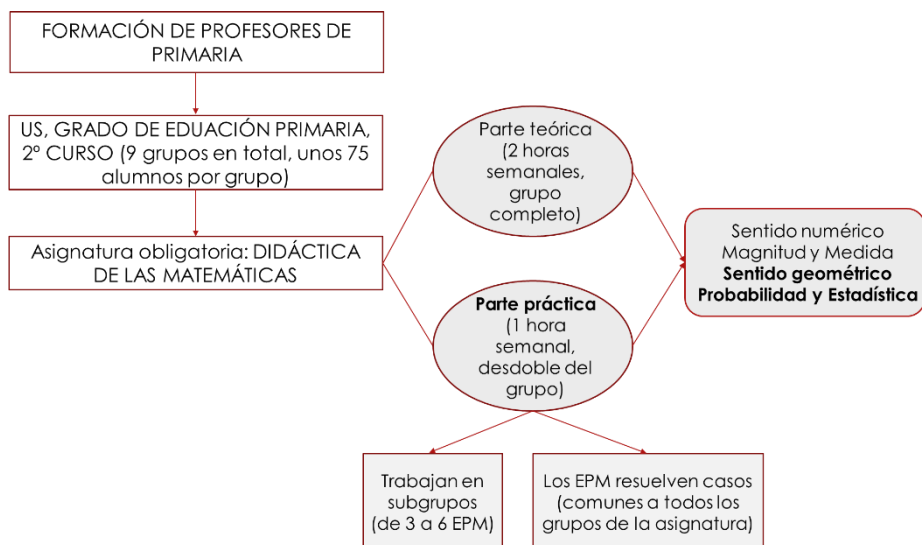 FORMACIÓN DE PROFESORES DE
PRIMARIA
US, GRADO DE EDUACIÓN PRIMARIA,
2º CURSO (9 grupos en total, unos 75
alumnos por grupo)
Asignatura obligatoria: DIDÁCTICA
DE LAS MATEMÁTICAS
Parte teórica
(2 horas
semanales,
grupo
completo)
Parte práctica
(1 hora
semanal,
desdoble del
grupo)
Sentido numérico
Magnitud y Medida
Sentido geométrico
Probabilidad y Estadística
Trabajan en
subgrupos
(de 3 a 6 EPM)
Los EPM resuelven casos
(comunes a todos los
grupos de la asignatura)